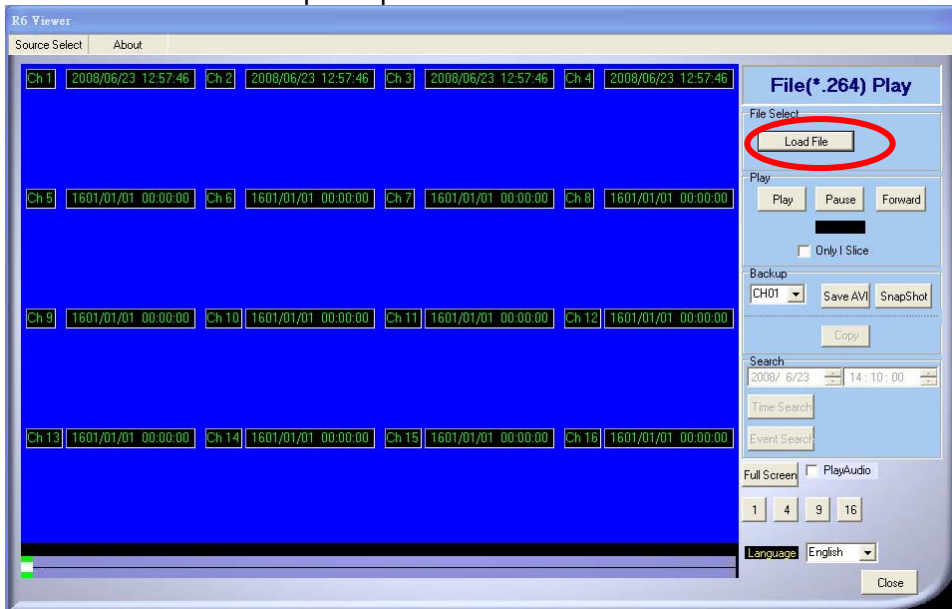 R6 Viewer
Source Select About
Ch 1 2008/06/23 12:57:46 Ch 2 2008/06/23 12:57:46 Ch 3 2008/06/23 12:57:46 Ch 4 2008/06/23 12:57:46
File(*.264) Play
File Select
Load File
Play
Ch 5 1601/01/01 00:00:00 Ch 6 1601/01/01 00:00:00 Ch 7 1601/01/01 00:00:00 Ch 8 1601/01/01 00:00:00
Play Pause Forward
Only I Slice
Backup
CH01 Save AVI SnapShot
Ch 9 1601/01/01 00:00:00 Ch 10 1601/01/01 00:00:00 Ch 11 1601/01/01 00:00:00 Ch 12 1601/01/01 00:00:00
Copy
Search
2008/ 6/23 14:10:00
Time Search
Ch 13 1601/01/01 00:00:00 Ch 14 1601/01/01 00:00:00 Ch 15 1601/01/01 00:00:00 Ch 16 1601/01/01 00:00:00
Event Search
Full Screen PlayAudio
1 4 9 16
Language English
Close